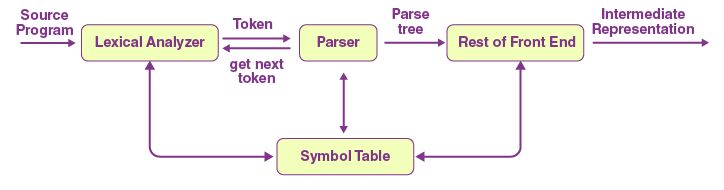 Source
Program
Lexical Analyzer
Token
get next
token
Parser
Parse
tree
Rest of Front End
Intermediate
Representation
Symbol Table